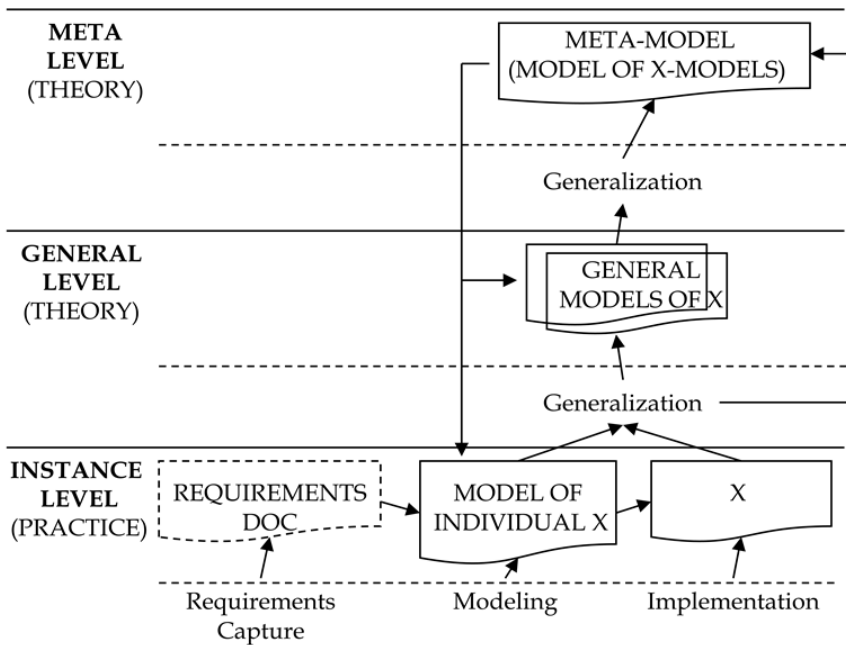 META
LEVEL
(THEORY)
META-MODEL
(MODEL OF X-MODELS)
Generalization
GENERAL
LEVEL
(THEORY)
GENERAL
MODELS OF X
Generalization
INSTANCE
LEVEL
(PRACTICE)
REQUIREMENTS
DOC
MODEL OF
INDIVIDUAL X
X
Requirements
Capture
Modeling
Implementation